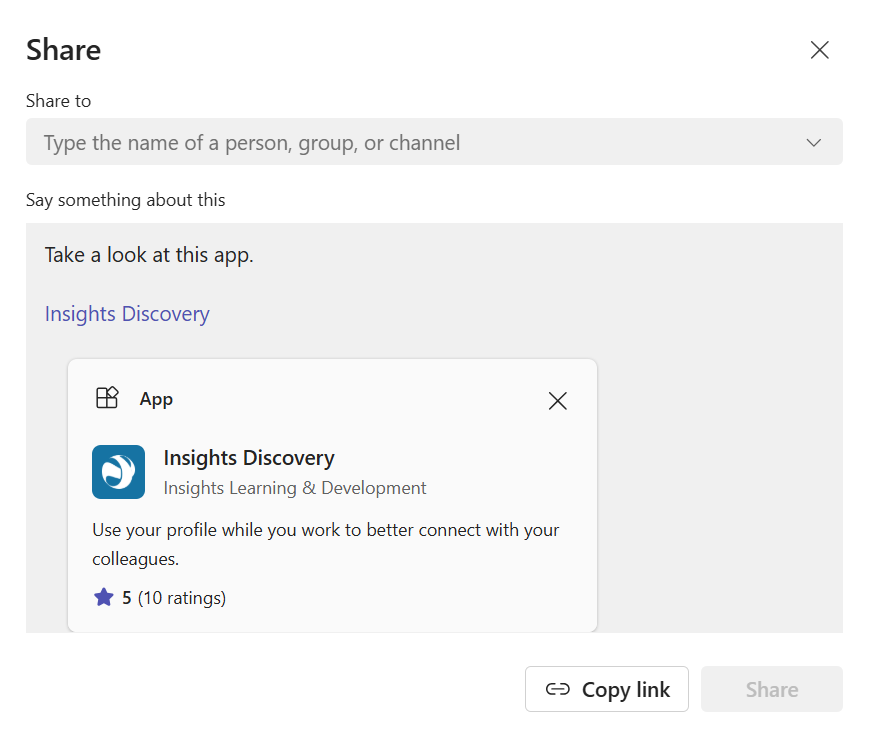 Share
Share to
Type the name of a person, group, or channel
Say something about this
Take a look at this app.
Insights Discovery
App
Insights Discovery
Insights Learning & Development
Use your profile while you work to better connect with your
colleagues.
5 (10 ratings)
Copy link
Share